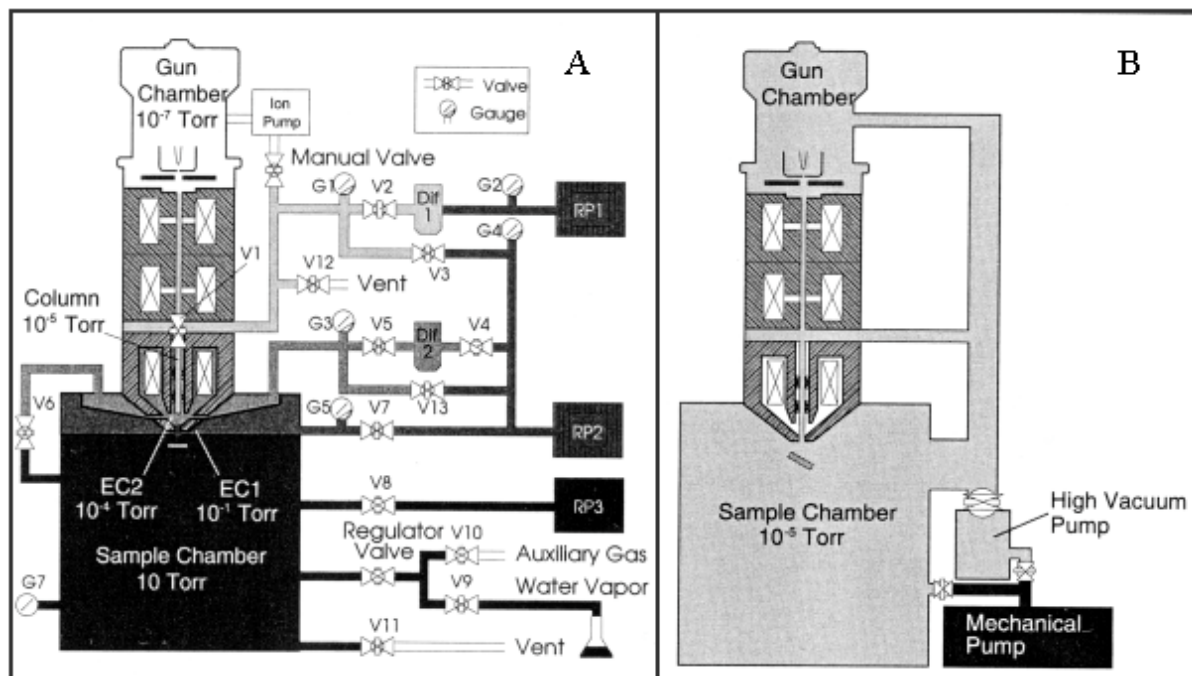 A
Gun
Chamber
10⁻⁷ Torr
Ion
Pump
Valve
Gauge
Manual Valve
G1
V2
Dif
1
G2
RP1
G4
V3
V1
V12
Vent
Column
10⁻⁵ Torr
G3
V5
Dif
2
V4
V6
G5
V7
V13
RP2
EC2
10⁻⁴ Torr
EC1
10⁻¹ Torr
V8
RP3
Regulator
Valve
V10
Auxiliary Gas
Sample Chamber
10 Torr
V9
Water Vapor
G7
V11
Vent
B
Gun
Chamber
Sample Chamber
10⁻⁵ Torr
High Vacuum
Pump
Mechanical
Pump